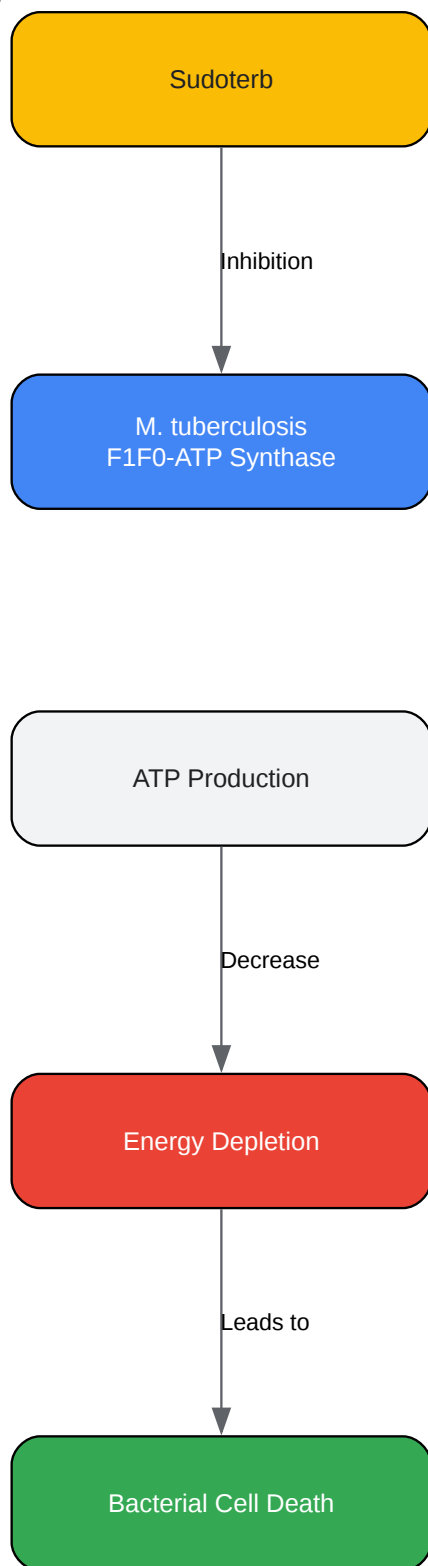 Sudoterb
Inhibition
M. tuberculosis
F1F0-ATP Synthase
ATP Production
Decrease
Energy Depletion
Leads to
Bacterial Cell Death